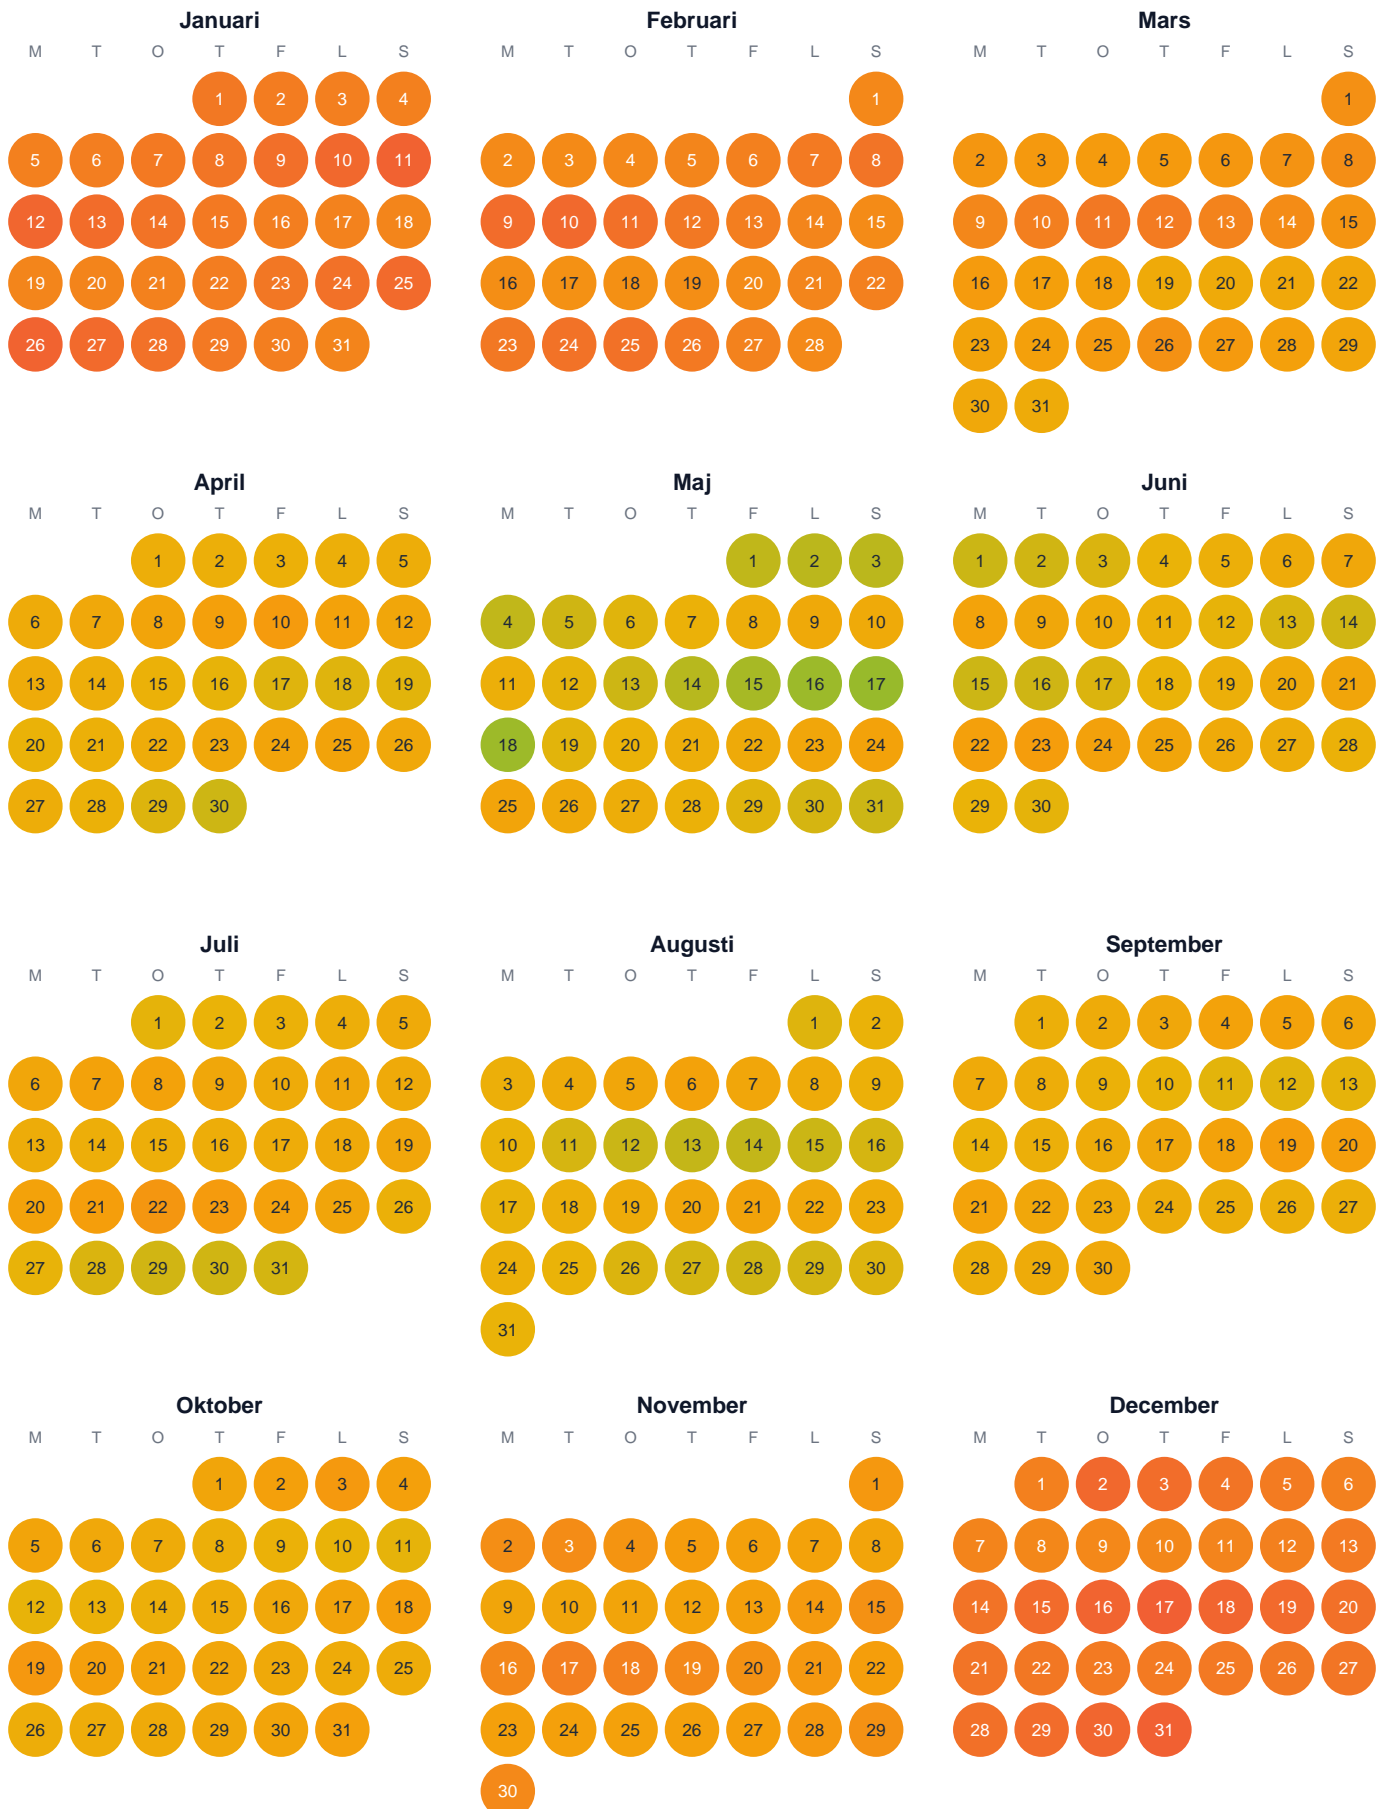 Januari
M T O T F L S
1 2 3 4
5 6 7 8 9 10 11
12 13 14 15 16 17 18
19 20 21 22 23 24 25
26 27 28 29 30 31
Februari
M T O T F L S
1
2 3 4 5 6 7 8
9 10 11 12 13 14 15
16 17 18 19 20 21 22
23 24 25 26 27 28
Mars
M T O T F L S
1
2 3 4 5 6 7 8
9 10 11 12 13 14 15
16 17 18 19 20 21 22
23 24 25 26 27 28 29
30 31
April
M T O T F L S
1 2 3 4 5
6 7 8 9 10 11 12
13 14 15 16 17 18 19
20 21 22 23 24 25 26
27 28 29 30
Maj
M T O T F L S
1 2 3
4 5 6 7 8 9 10
11 12 13 14 15 16 17
18 19 20 21 22 23 24
25 26 27 28 29 30 31
Juni
M T O T F L S
1 2 3 4 5 6 7
8 9 10 11 12 13 14
15 16 17 18 19 20 21
22 23 24 25 26 27 28
29 30
Juli
M T O T F L S
1 2 3 4 5
6 7 8 9 10 11 12
13 14 15 16 17 18 19
20 21 22 23 24 25 26
27 28 29 30 31
Augusti
M T O T F L S
1 2
3 4 5 6 7 8 9
10 11 12 13 14 15 16
17 18 19 20 21 22 23
24 25 26 27 28 29 30
31
September
M T O T F L S
1 2 3 4 5 6
7 8 9 10 11 12 13
14 15 16 17 18 19 20
21 22 23 24 25 26 27
28 29 30
Oktober
M T O T F L S
1 2 3 4
5 6 7 8 9 10 11
12 13 14 15 16 17 18
19 20 21 22 23 24 25
26 27 28 29 30 31
November
M T O T F L S
1
2 3 4 5 6 7 8
9 10 11 12 13 14 15
16 17 18 19 20 21 22
23 24 25 26 27 28 29
30
December
M T O T F L S
1 2 3 4 5 6
7 8 9 10 11 12 13
14 15 16 17 18 19 20
21 22 23 24 25 26 27
28 29 30 31